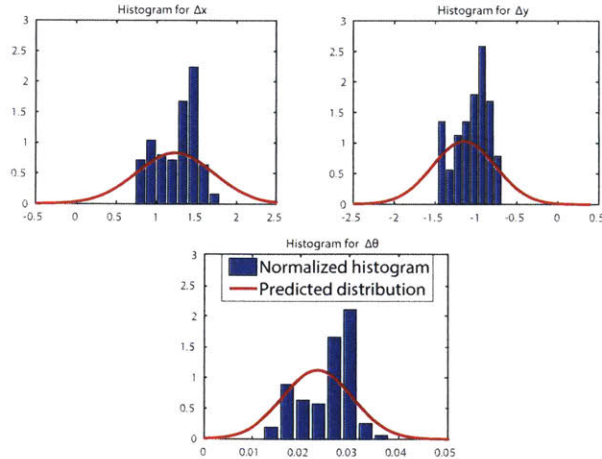 Histogram for Δx
3
2.5
2
1.5
1
0.5
0
-0.5 0 0.5 1 1.5 2 2.5
Histogram for Δy
3
2.5
2
1.5
1
0.5
0
-2.5 -2 -1.5 -1 -0.5 0 0.5
Histogram for Δθ
3
2.5
2
1.5
1
0.5
0
Normalized histogram
Predicted distribution
0 0.01 0.02 0.03 0.04 0.05